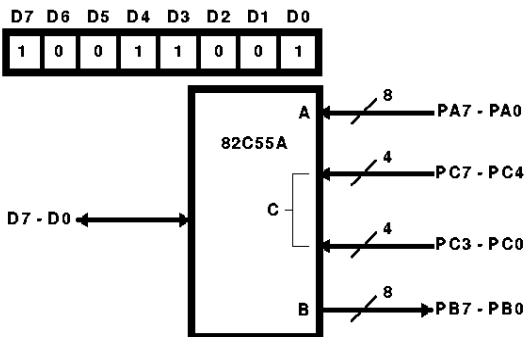 D7 D6 D5 D4 D3 D2 D1 D0
1 0 0 1 1 0 0 1
A 8 PA7 - PA0
82C55A
4 PC7 - PC4
C
D7 - D0
4 PC3 - PC0
B 8 PB7 - PB0